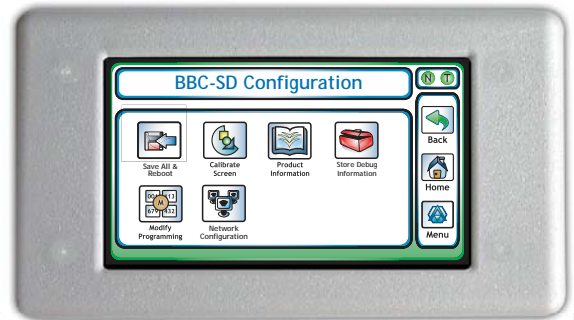 BBC-SD Configuration
N T
Save All &
Reboot
Calibrate
Screen
Product
Information
Store Debug
Information
Back
Home
Modify
Programming
M
Network
Configuration
Menu